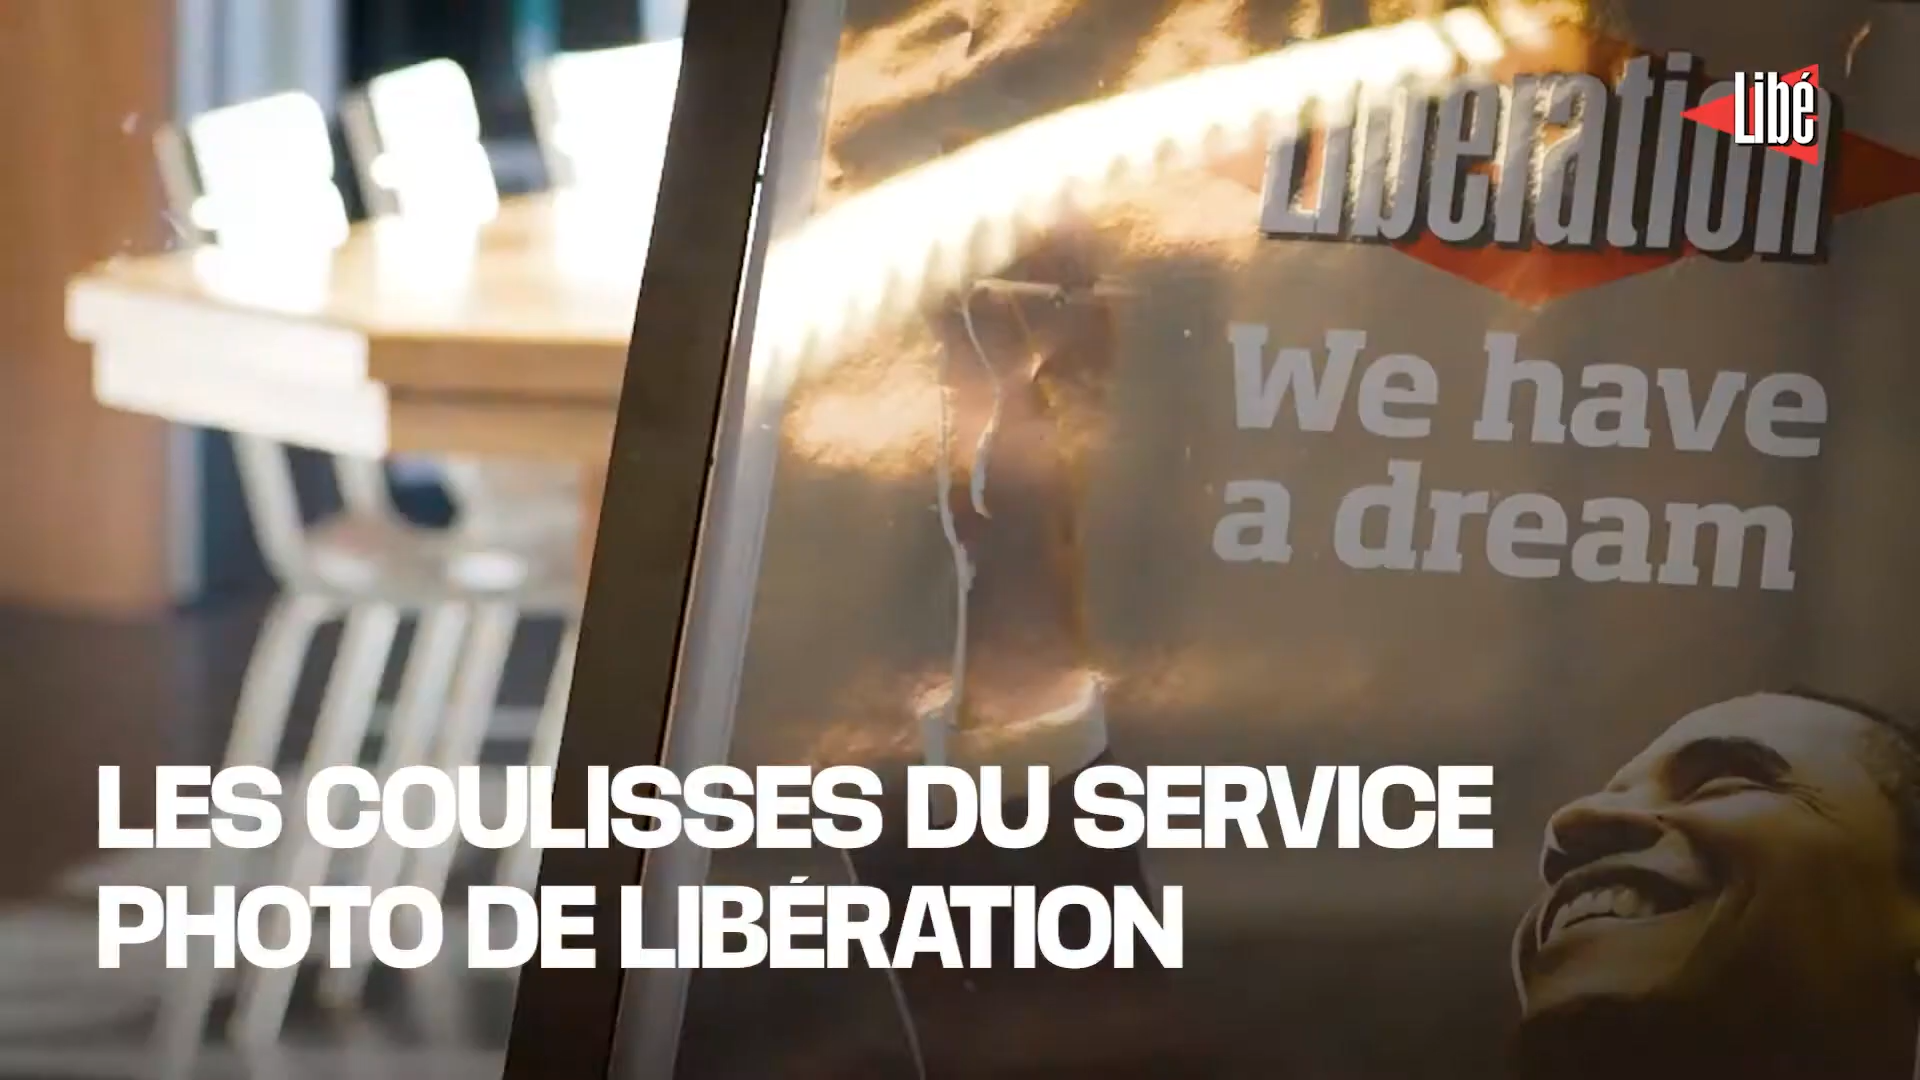 Libération
Libé
We have
a dream
LES COULISSES DU SERVICE
PHOTO DE LIBÉRATION